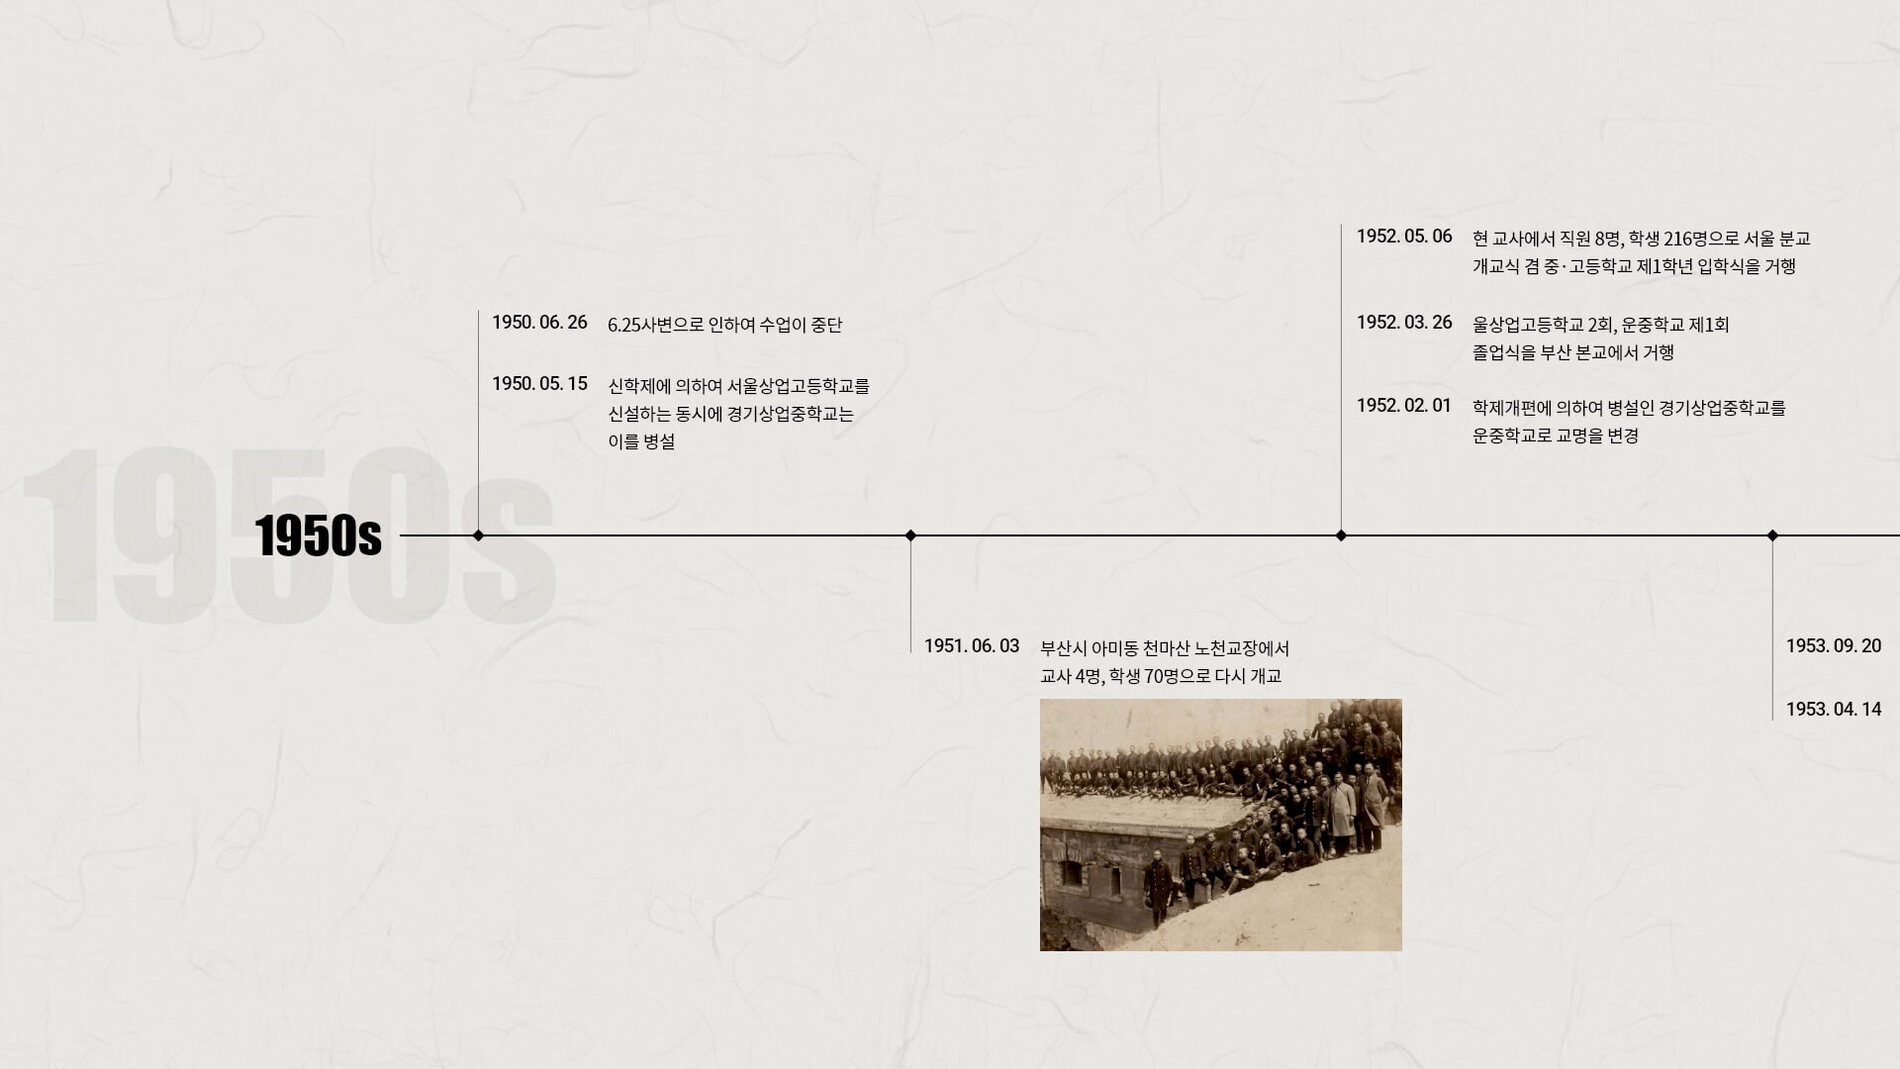 1950s
1950s
1950. 06. 26
6.25사변으로 인하여 수업이 중단
1950. 05. 15
신학제에 의하여 서울상업고등학교를
신설하는 동시에 경기상업중학교는
이를 병설
1951. 06. 03
부산시 아미동 천마산 노천교장에서
교사 4명, 학생 70명으로 다시 개교
1952. 05. 06
현 교사에서 직원 8명, 학생 216명으로 서울 분교
개교식 겸 중·고등학교 제1학년 입학식을 거행
1952. 03. 26
울상업고등학교 2회, 운중학교 제1회
졸업식을 부산 본교에서 거행
1952. 02. 01
학제개편에 의하여 병설인 경기상업중학교를
운중학교로 교명을 변경
1953. 09. 20
1953. 04. 14